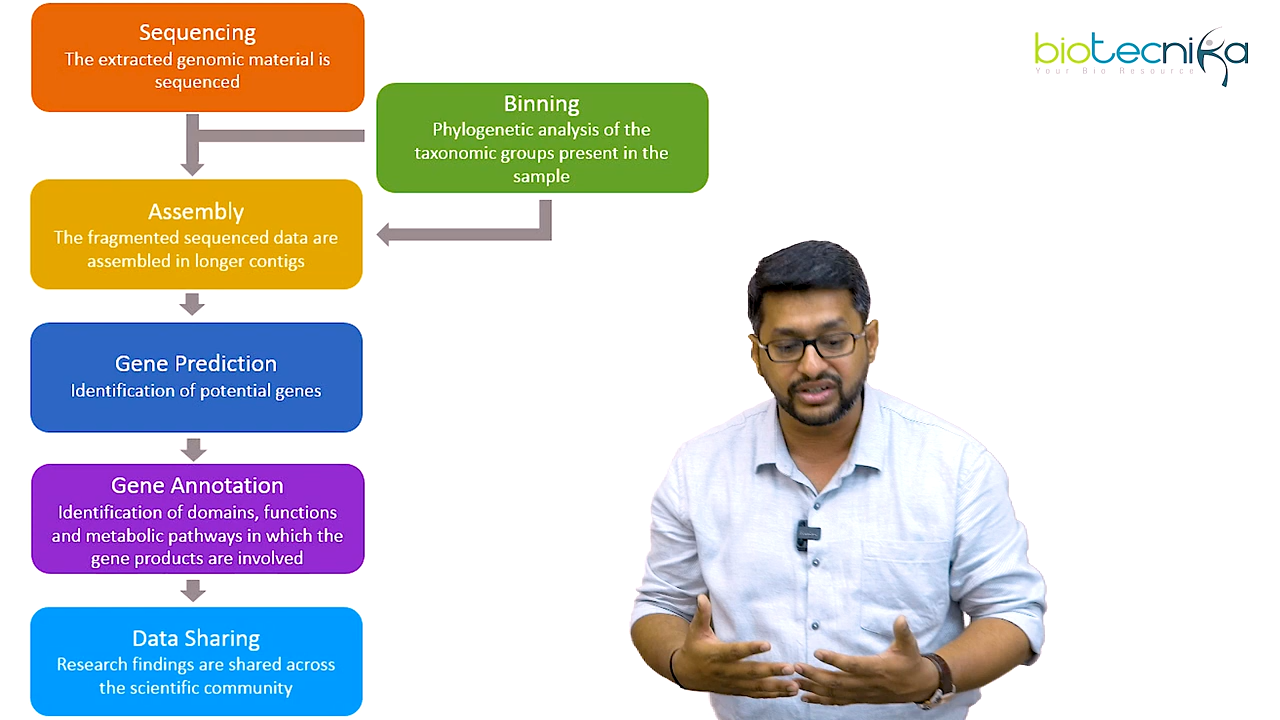 Sequencing
The extracted genomic material is
sequenced
Binning
Phylogenetic analysis of the
taxonomic groups present in the
sample
Assembly
The fragmented sequenced data are
assembled in longer contigs
Gene Prediction
Identification of potential genes
Gene Annotation
Identification of domains, functions
and metabolic pathways in which the
gene products are involved
Data Sharing
Research findings are shared across
the scientific community
biotecnika
Your Bio Resource